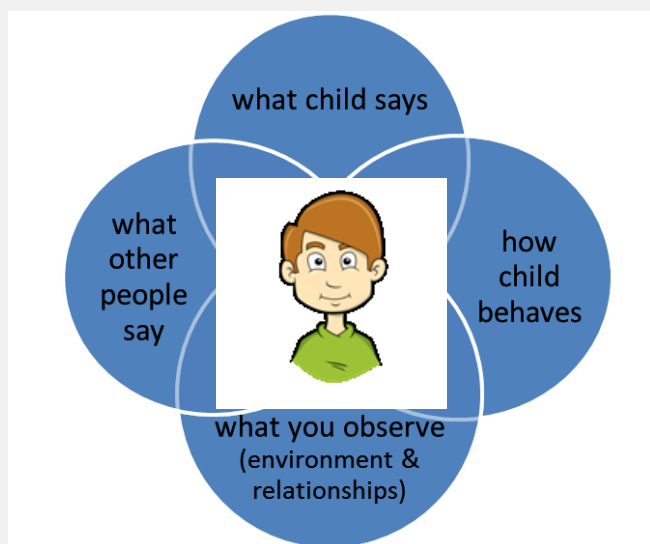 what child says
what
other
people
say
how
child
behaves
what you observe
(environment &
relationships)